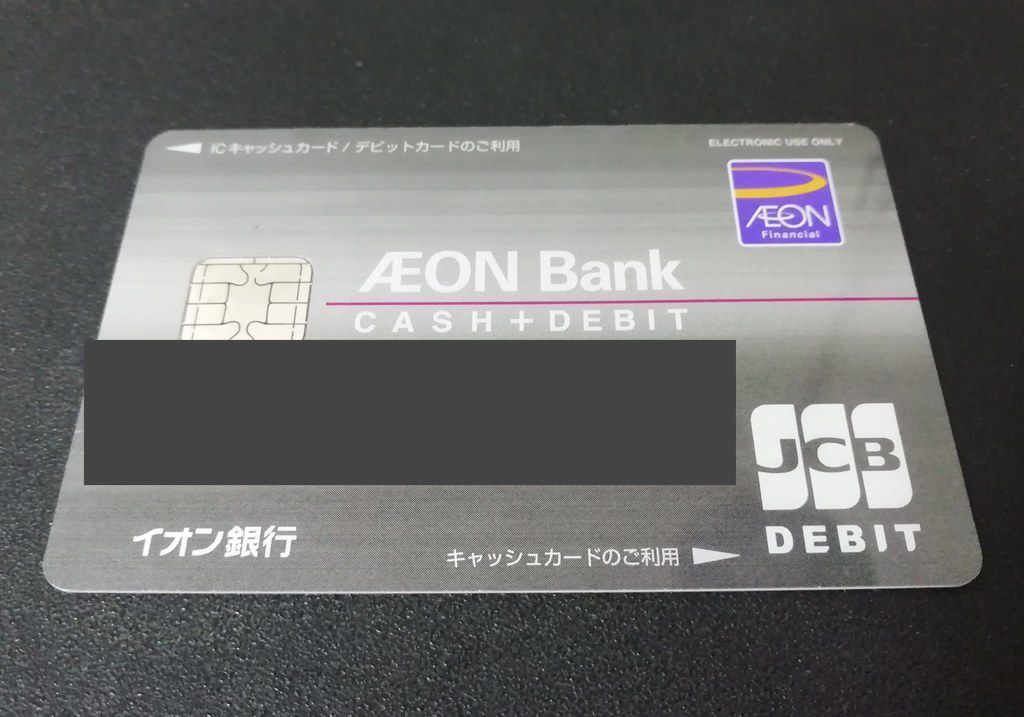 ICキャッシュカード / デビットカードのご利用
ELECTRONIC USE ONLY
ÆON
Financial
ÆON Bank
CASH+DEBIT
JCB
DEBIT
イオン銀行
キャッシュカードのご利用